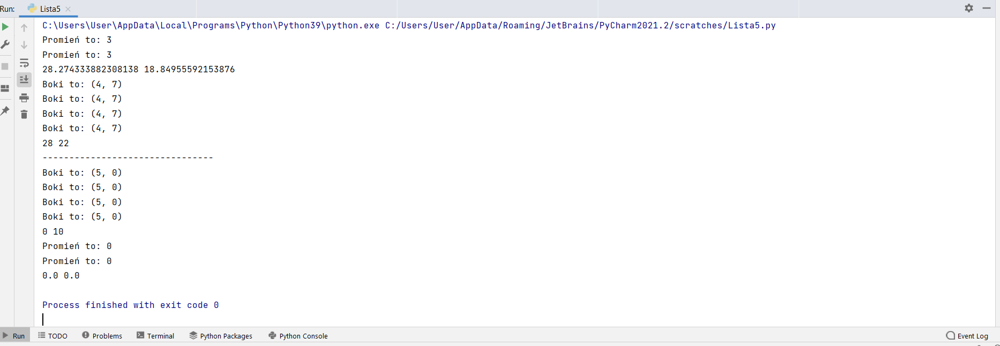 Run: Lista5
C:\Users\User\AppData\Local\Programs\Python\Python39\python.exe C:/Users/User/AppData/Roaming/JetBrains/PyCharm2021.2/scratches/Lista5.py
Promień to: 3
Promień to: 3
28.274333882308138 18.84955592153876
Boki to: (4, 7)
Boki to: (4, 7)
Boki to: (4, 7)
Boki to: (4, 7)
28 22
--------------------------------
Boki to: (5, 0)
Boki to: (5, 0)
Boki to: (5, 0)
Boki to: (5, 0)
0 10
Promień to: 0
Promień to: 0
0.0 0.0
Process finished with exit code 0
Run TODO Problems Terminal Python Packages Python Console Event Log